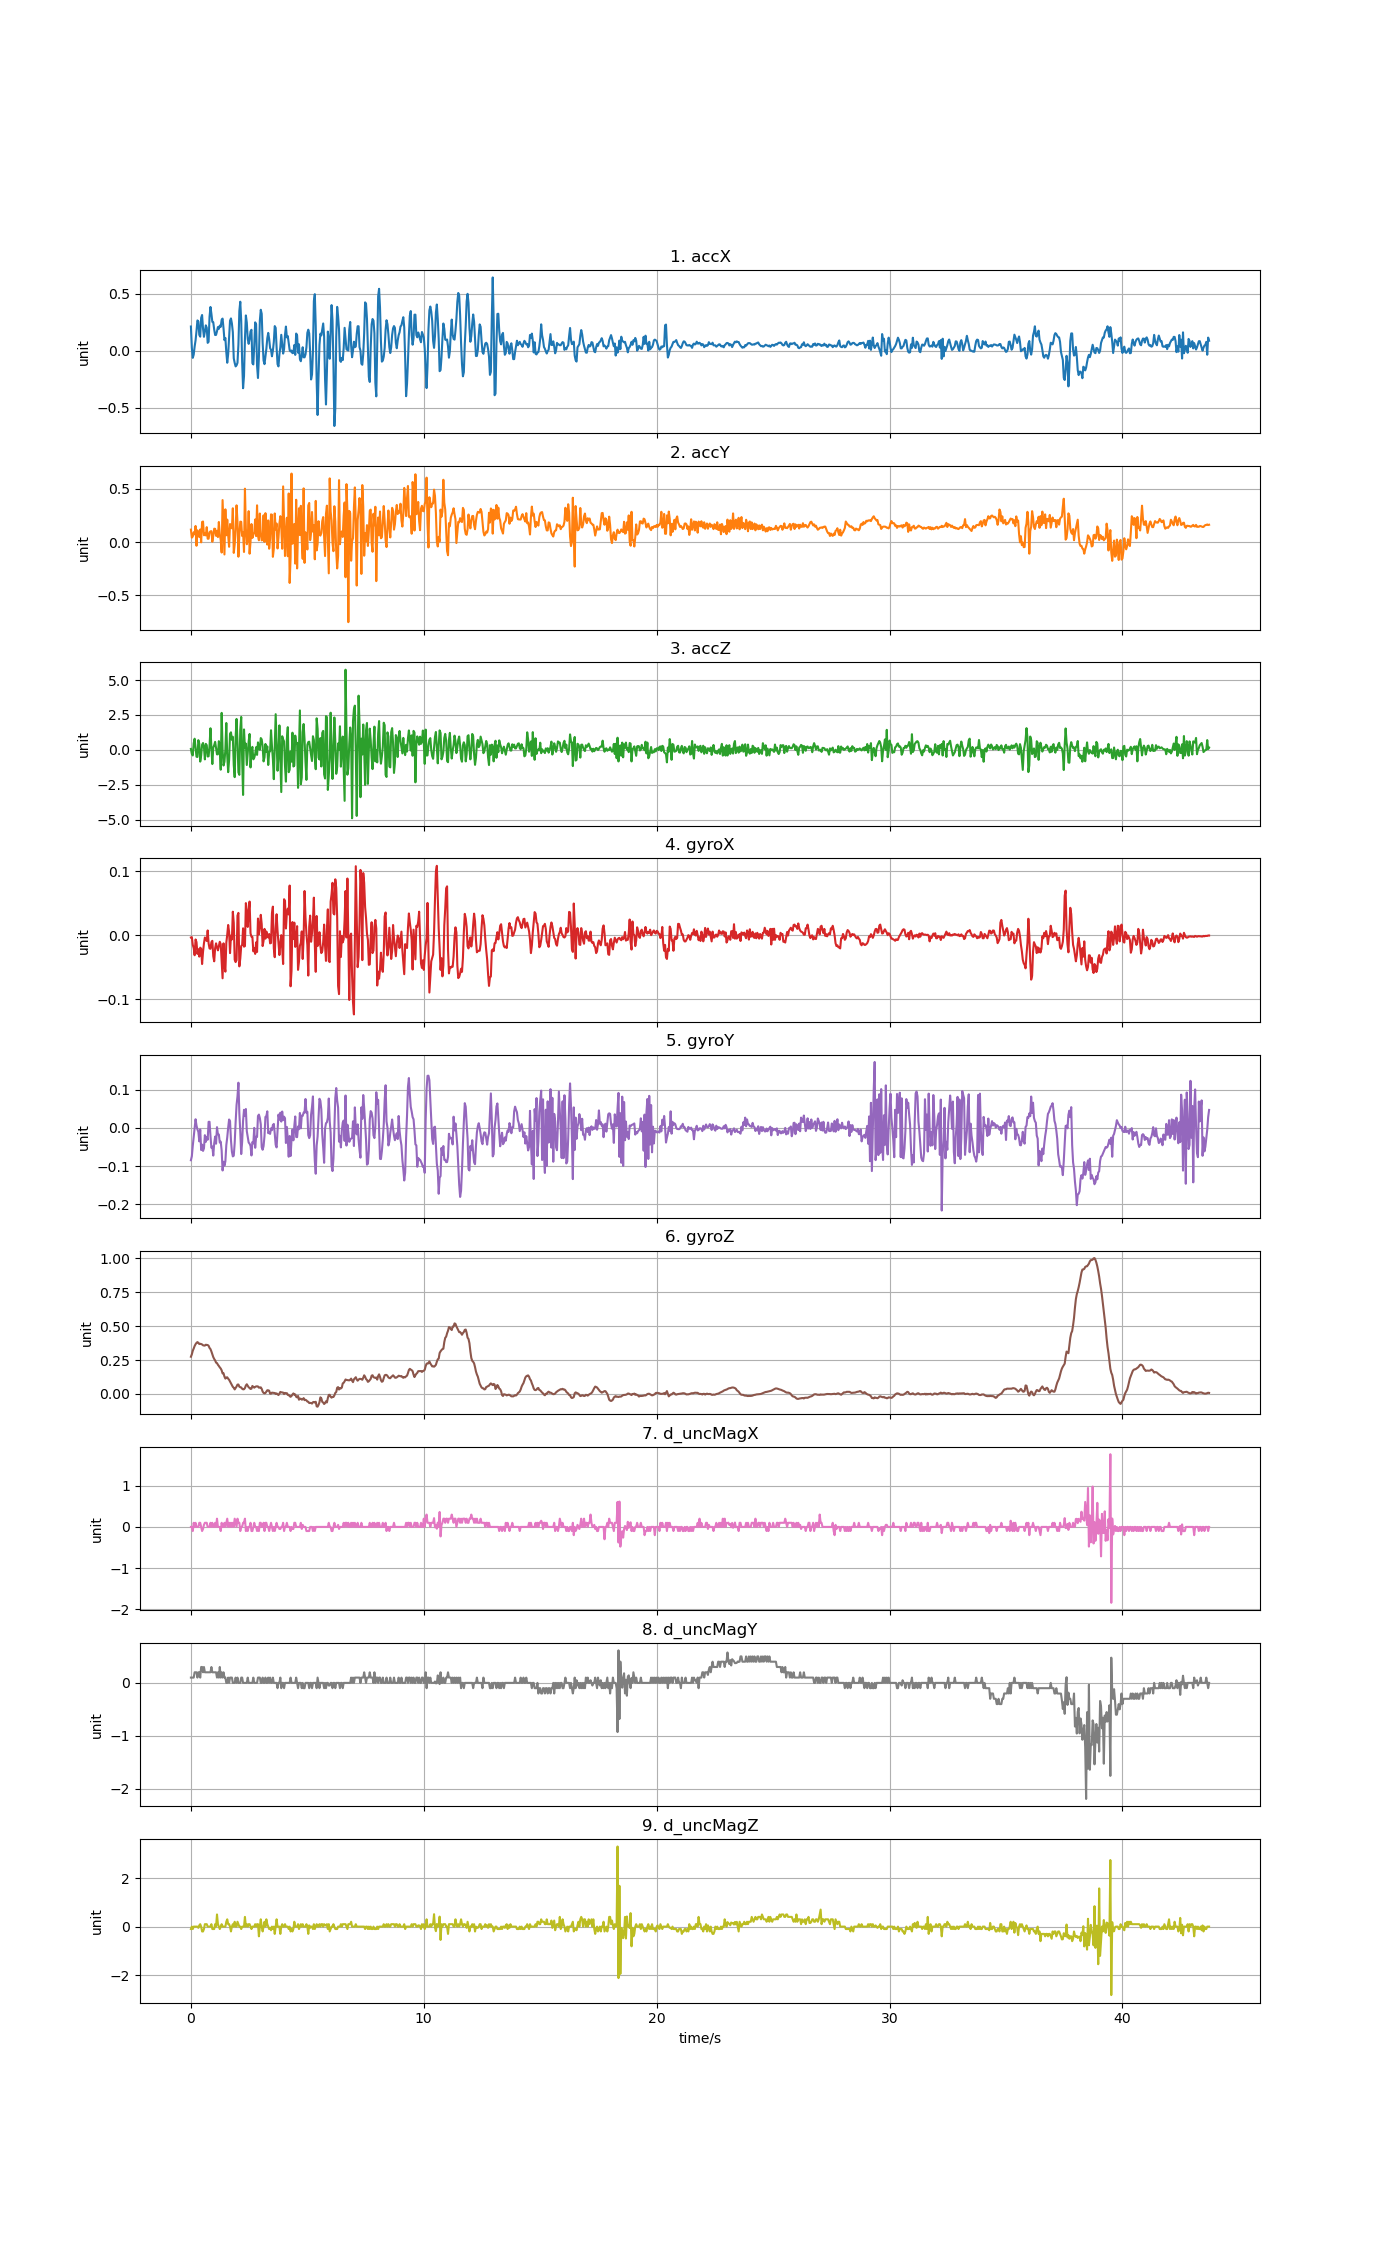 1. accX
0.5
0.0
−0.5
unit
2. accY
0.5
0.0
−0.5
unit
3. accZ
5.0
2.5
0.0
−2.5
−5.0
unit
4. gyroX
0.1
0.0
−0.1
unit
5. gyroY
0.1
0.0
−0.1
−0.2
unit
6. gyroZ
1.00
0.75
0.50
0.25
0.00
unit
7. d_uncMagX
1
0
−1
−2
unit
8. d_uncMagY
0
−1
−2
unit
9. d_uncMagZ
2
0
−2
unit
0 10 20 30 40
time/s